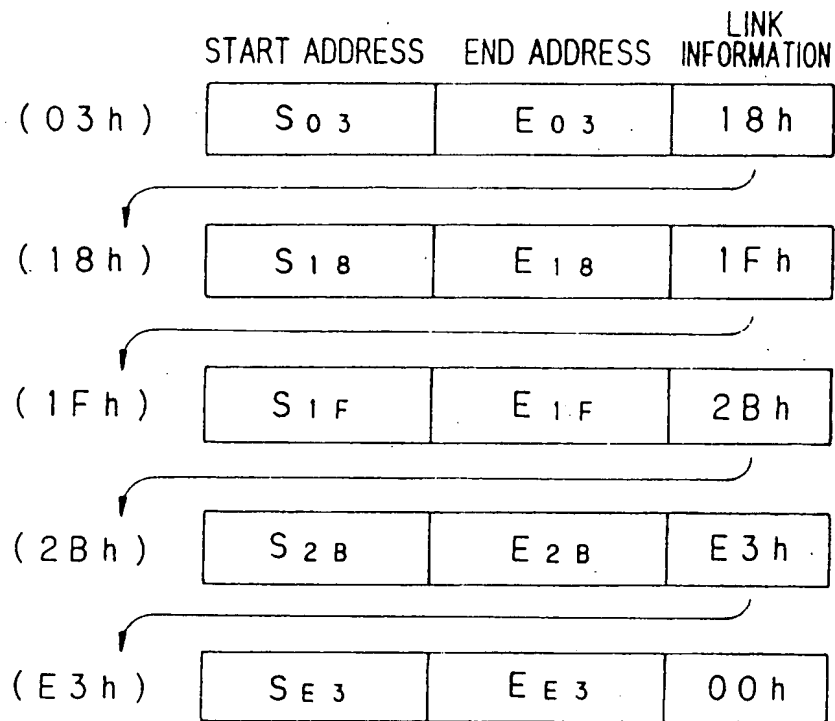 LINK
START ADDRESS END ADDRESS INFORMATION
(03h) S03 E03 18h
(18h) S18 E18 1Fh
(1Fh) S1F E1F 2Bh
(2Bh) S2B E2B E3h
(E3h) SE3 EE3 00h